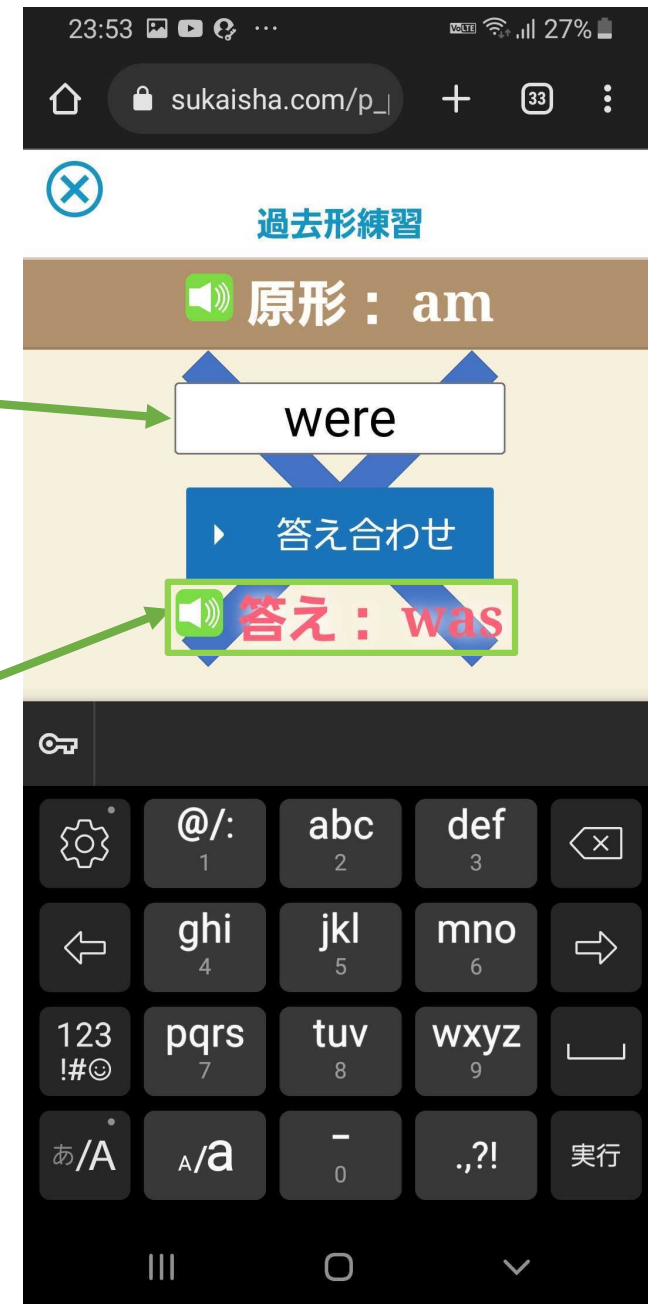 23:53 ... VoLTE 27%
sukaisha.com/p_ 33
過去形練習
原形： am
were
答え合わせ
答え： was
@/: abc def
1 2 3
ghi jkl mno
4 5 6
123 pqrs tuv wxyz
!#☺ 7 8 9
あ/A A/a - .,?! 実行
0